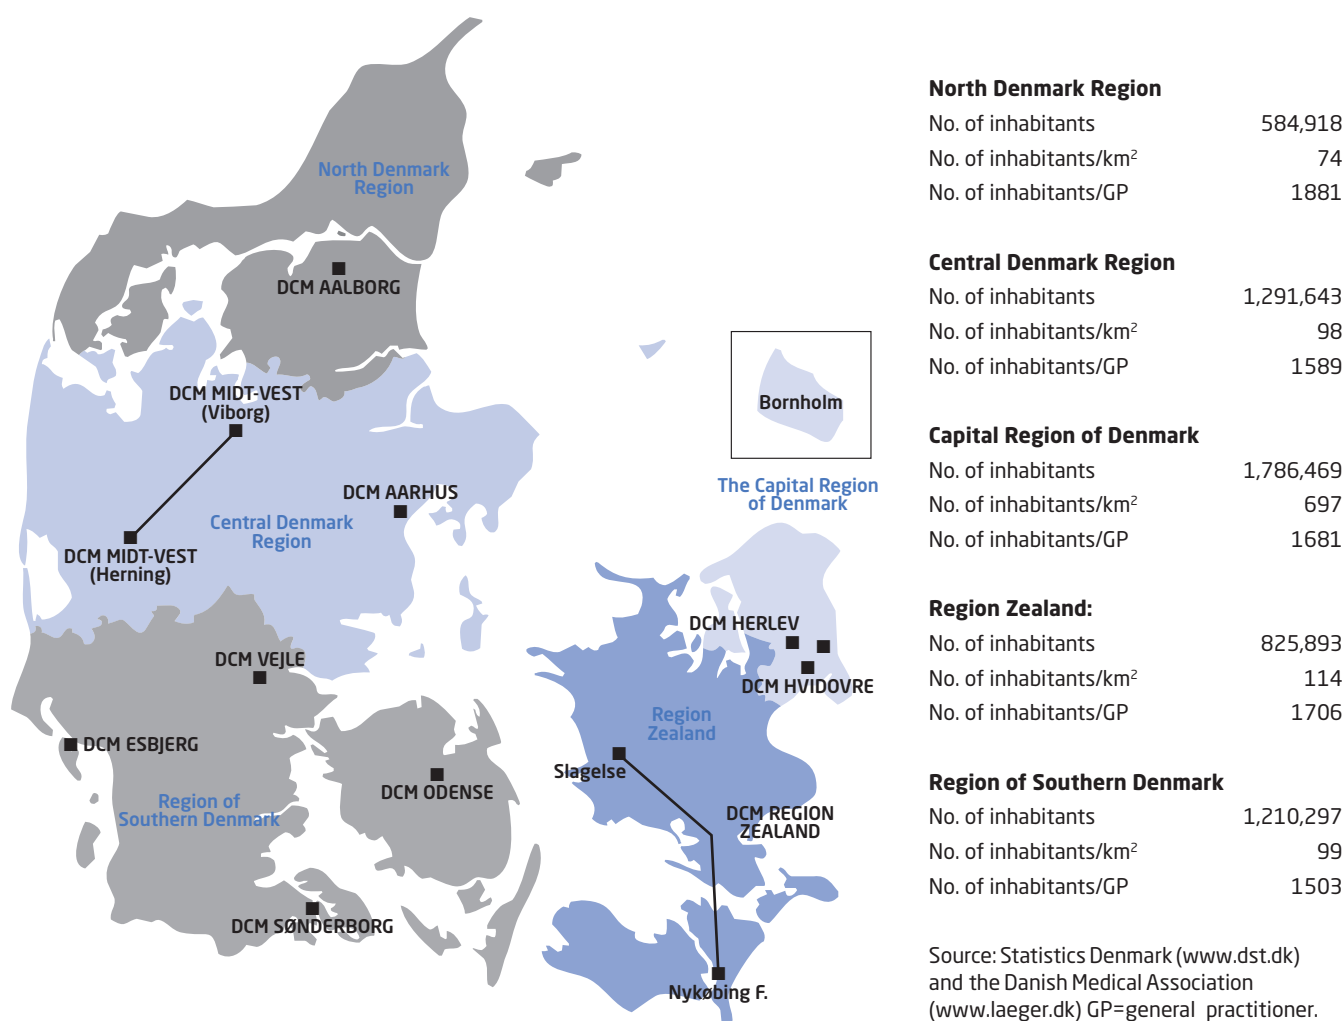 North Denmark
Region
DCM AALBORG
DCM MIDT-VEST
(Viborg)
DCM AARHUS
Central Denmark
Region
DCM MIDT-VEST
(Herning)
DCM VEJLE
DCM ESBJERG
Region of
Southern Denmark
DCM ODENSE
DCM SØNDERBORG
Bornholm
The Capital Region
of Denmark
DCM HERLEV
DCM HVIDOVRE
Region
Zealand
Slagelse
DCM REGION
ZEALAND
Nykøbing F.
North Denmark Region
No. of inhabitants 584,918
No. of inhabitants/km² 74
No. of inhabitants/GP 1881
Central Denmark Region
No. of inhabitants 1,291,643
No. of inhabitants/km² 98
No. of inhabitants/GP 1589
Capital Region of Denmark
No. of inhabitants 1,786,469
No. of inhabitants/km² 697
No. of inhabitants/GP 1681
Region Zealand:
No. of inhabitants 825,893
No. of inhabitants/km² 114
No. of inhabitants/GP 1706
Region of Southern Denmark
No. of inhabitants 1,210,297
No. of inhabitants/km² 99
No. of inhabitants/GP 1503
Source: Statistics Denmark (www.dst.dk)
and the Danish Medical Association
(www.laeger.dk) GP=general practitioner.